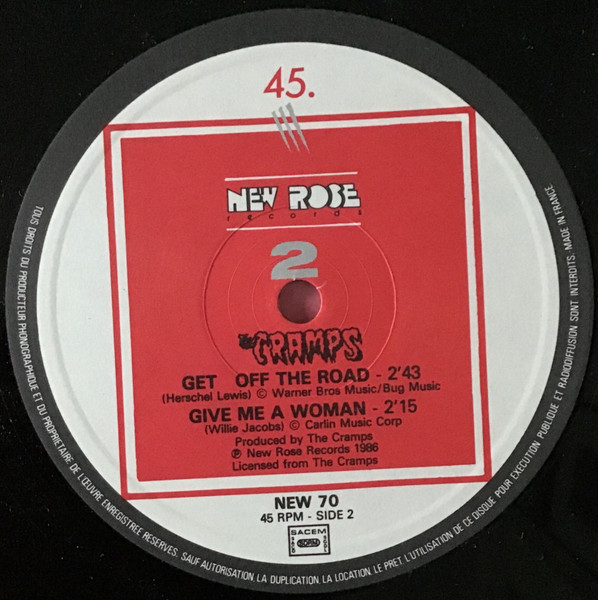 45.
NEW ROSE
records
2
The CRAMPS
GET OFF THE ROAD - 2'43
(Herschel Lewis) © Warner Bros Music/Bug Music
GIVE ME A WOMAN - 2'15
(Willie Jacobs) © Carlin Music Corp
Produced by The Cramps
℗ New Rose Records 1986
Licensed from The Cramps
NEW 70
45 RPM - SIDE 2
SACEM
SDRM
TOUS DROITS DU PRODUCTEUR PHONOGRAPHIQUE ET DU PROPRIETAIRE DE L'ŒUVRE ENREGISTREE RESERVES. SAUF AUTORISATION, LA DUPLICATION, LA LOCATION, LE PRET, L'UTILISATION DE CE DISQUE POUR EXECUTION PUBLIQUE ET RADIODIFFUSION SONT INTERDITS. MADE IN FRANCE.